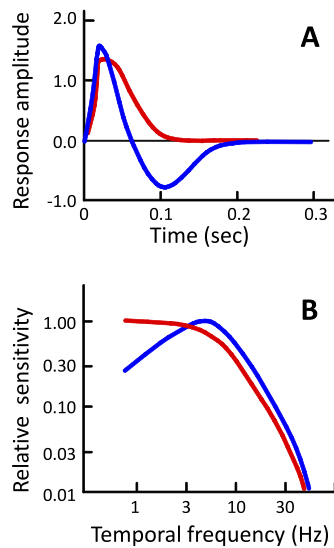 A
Response amplitude
2.0
1.0
0.0
-1.0
0
0.1
0.2
0.3
Time (sec)
B
Relative sensitivity
1.00
0.30
0.10
0.03
0.01
1
3
10
30
Temporal frequency (Hz)